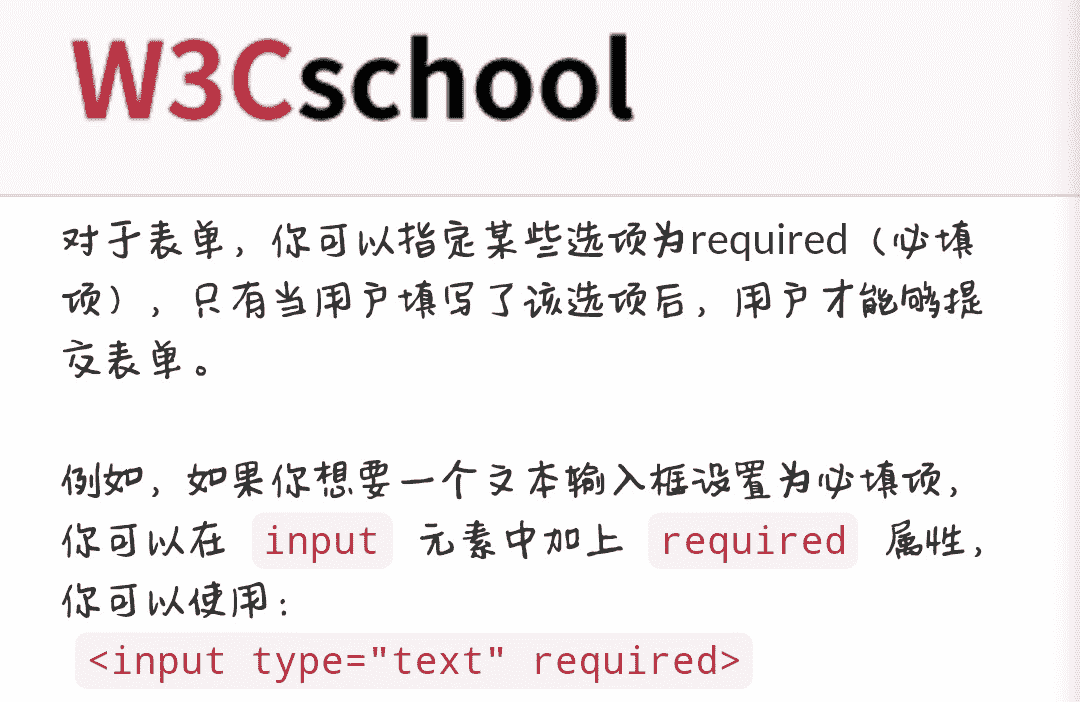 W3Cschool
对于表单，你可以指定某些选项为required（必填
项），只有当用户填写了该选项后，用户才能够提
交表单。
例如，如果你想要一个文本输入框设置为必填项，
你可以在 input 元素中加上 required 属性，
你可以使用：
<input type="text" required>